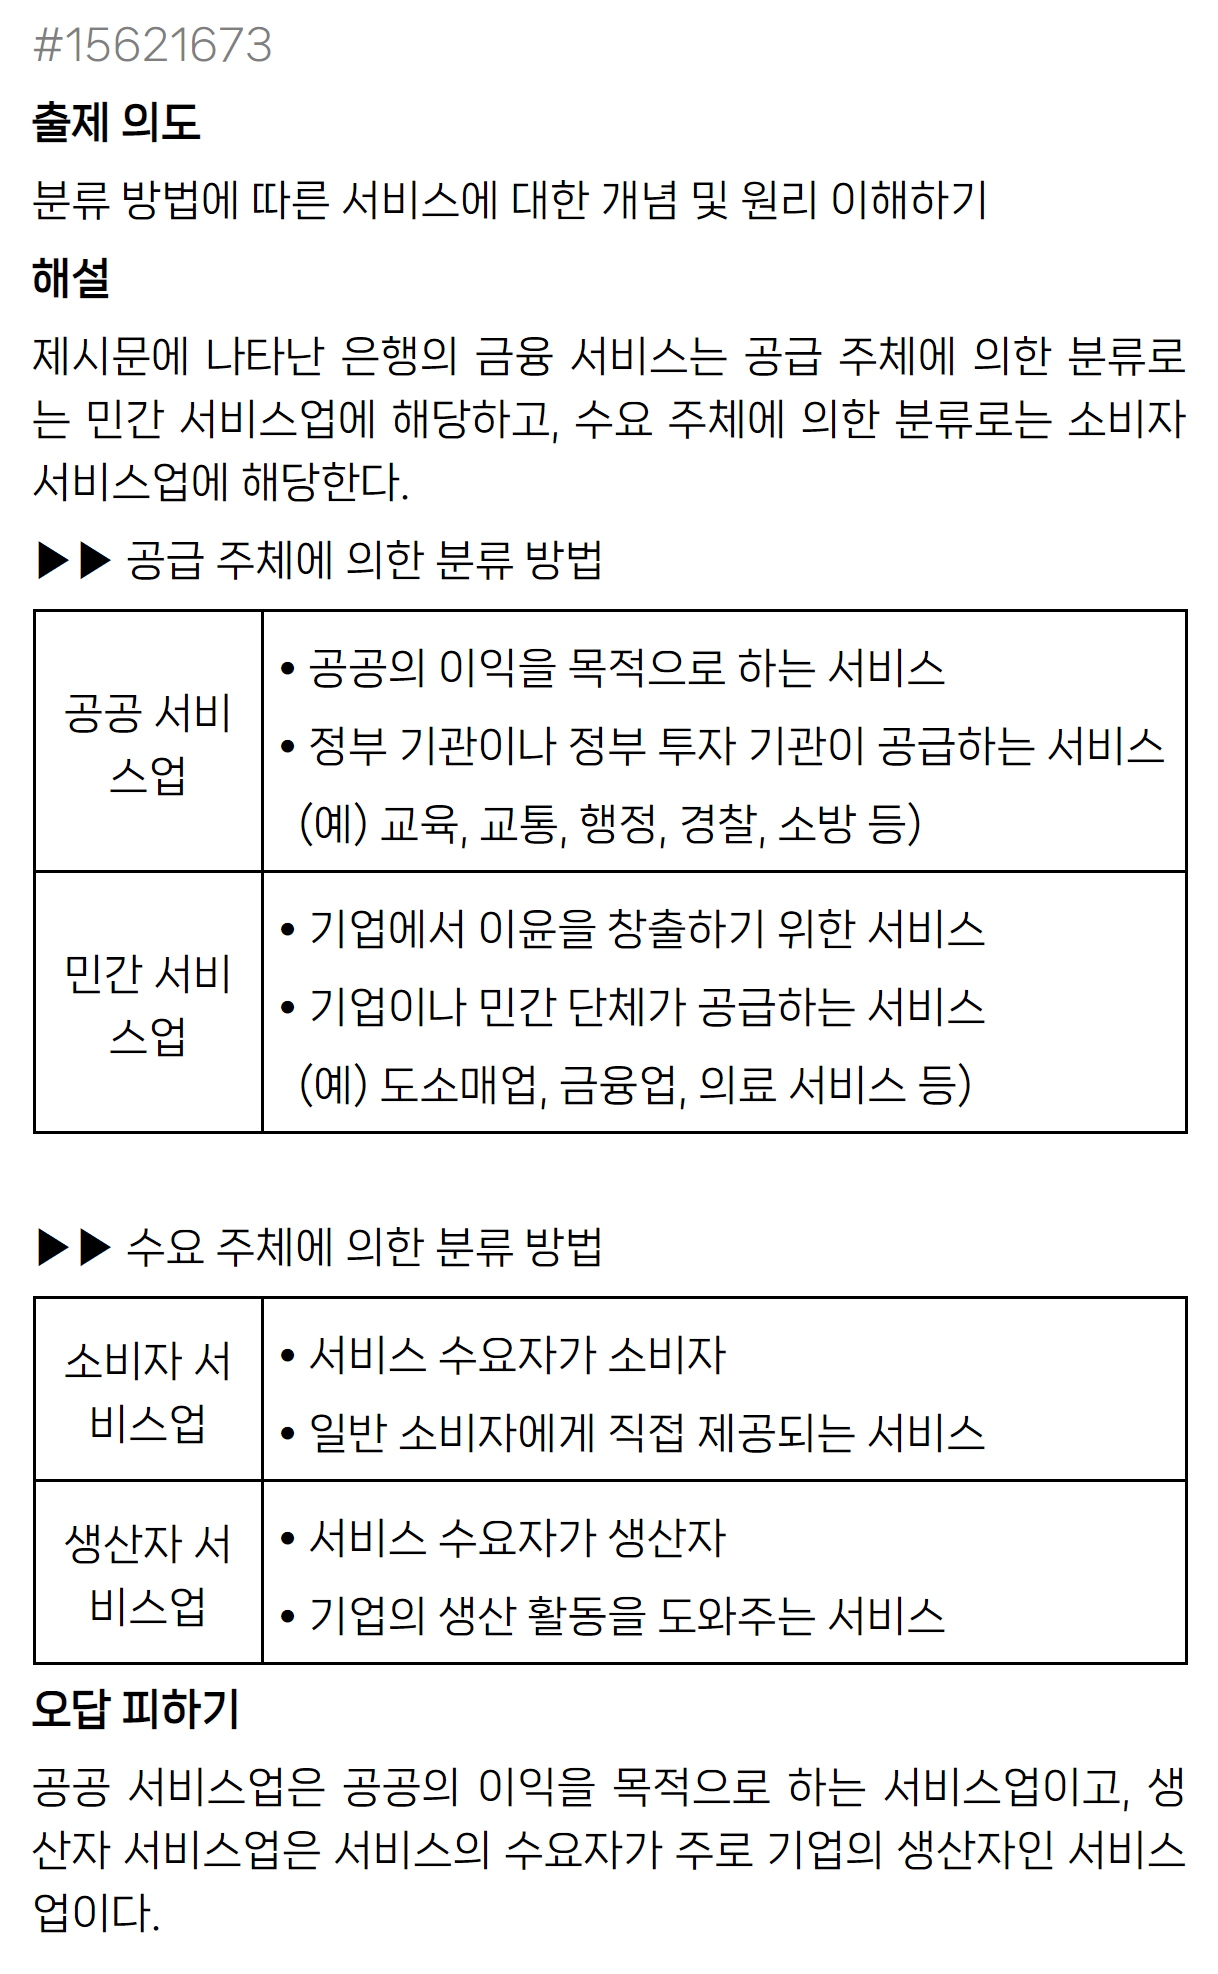 #15621673
출제 의도
분류 방법에 따른 서비스에 대한 개념 및 원리 이해하기
해설
제시문에 나타난 은행의 금융 서비스는 공급 주체에 의한 분류로
는 민간 서비스업에 해당하고, 수요 주체에 의한 분류로는 소비자
서비스업에 해당한다.
▶▶ 공급 주체에 의한 분류 방법
공공 서비
스업
• 공공의 이익을 목적으로 하는 서비스
• 정부 기관이나 정부 투자 기관이 공급하는 서비스
(예) 교육, 교통, 행정, 경찰, 소방 등)
민간 서비
스업
• 기업에서 이윤을 창출하기 위한 서비스
• 기업이나 민간 단체가 공급하는 서비스
(예) 도소매업, 금융업, 의료 서비스 등)
▶▶ 수요 주체에 의한 분류 방법
소비자 서
비스업
• 서비스 수요자가 소비자
• 일반 소비자에게 직접 제공되는 서비스
생산자 서
비스업
• 서비스 수요자가 생산자
• 기업의 생산 활동을 도와주는 서비스
오답 피하기
공공 서비스업은 공공의 이익을 목적으로 하는 서비스업이고, 생
산자 서비스업은 서비스의 수요자가 주로 기업의 생산자인 서비스
업이다.